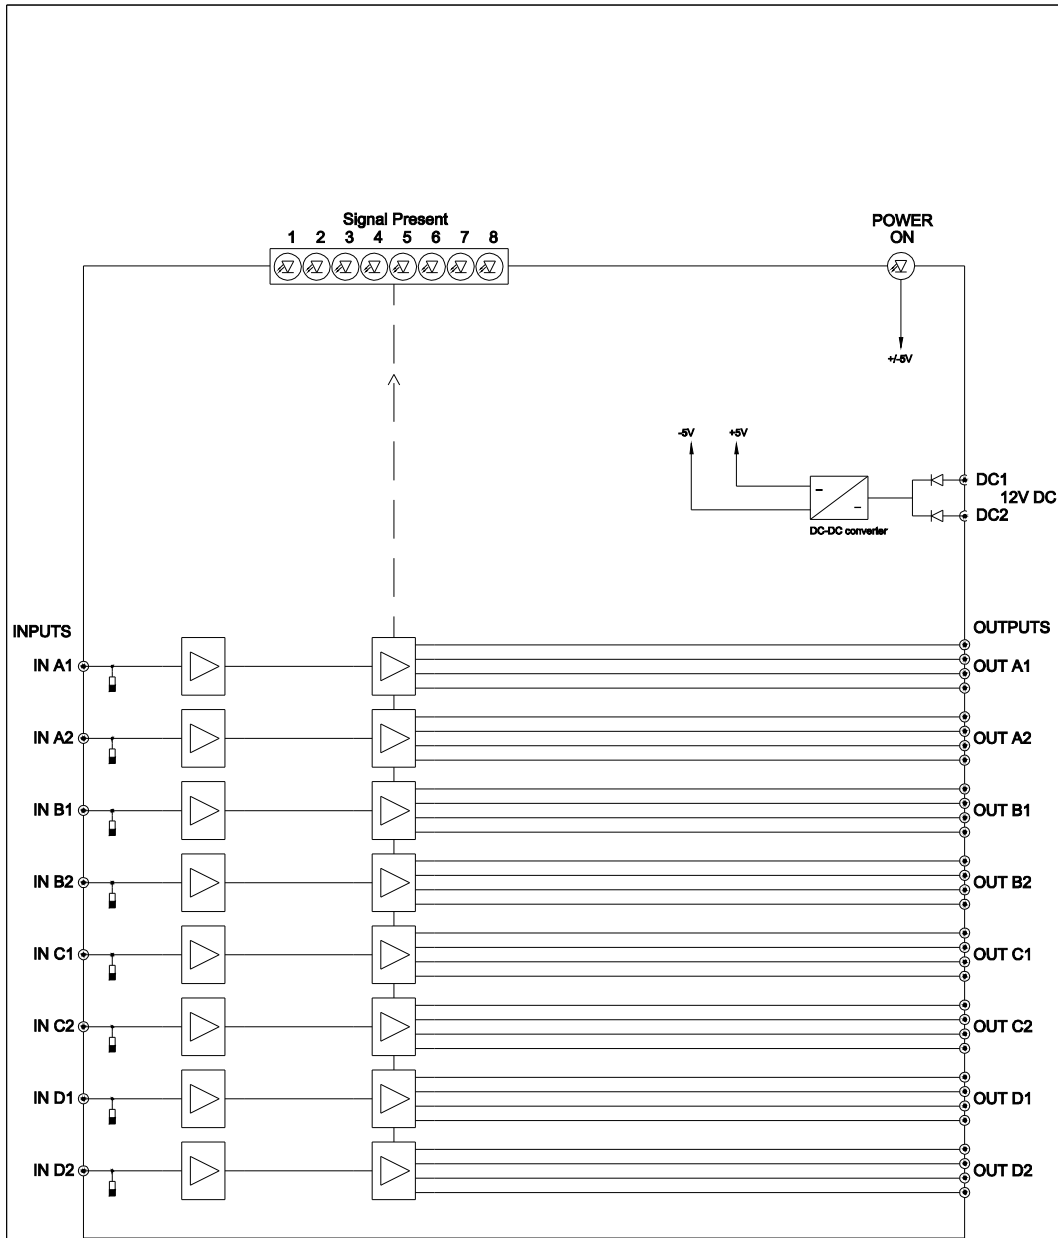 Signal Present
1 2 3 4 5 6 7 8
POWER
ON
+/-5V
-5V
+5V
DC1
12V DC
DC2
DC-DC converter
INPUTS
OUTPUTS
IN A1
OUT A1
IN A2
OUT A2
IN B1
OUT B1
IN B2
OUT B2
IN C1
OUT C1
IN C2
OUT C2
IN D1
OUT D1
IN D2
OUT D2